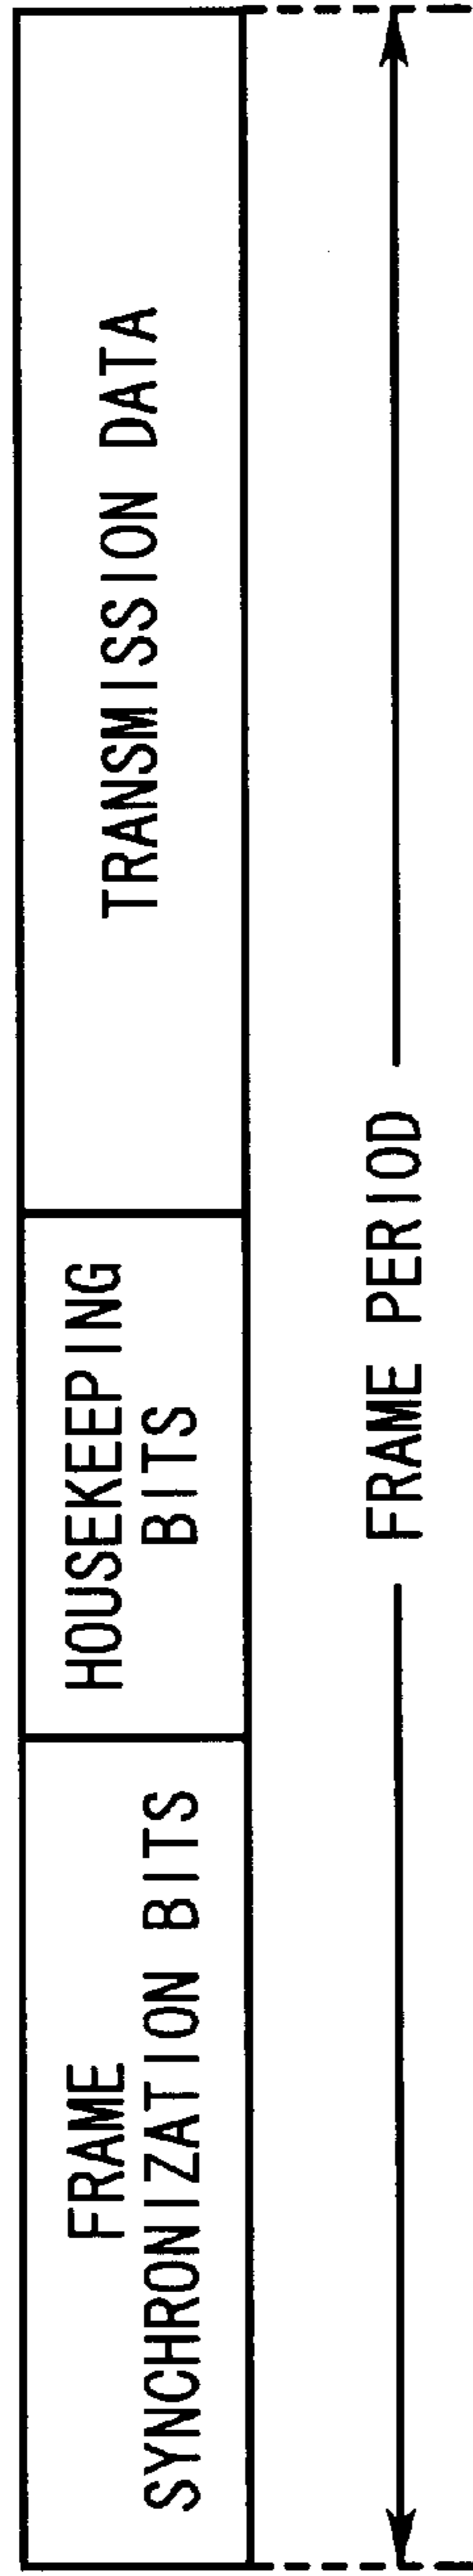 FRAME
SYNCHRONIZATION BITS
HOUSEKEEPING
BITS
TRANSMISSION DATA
FRAME PERIOD